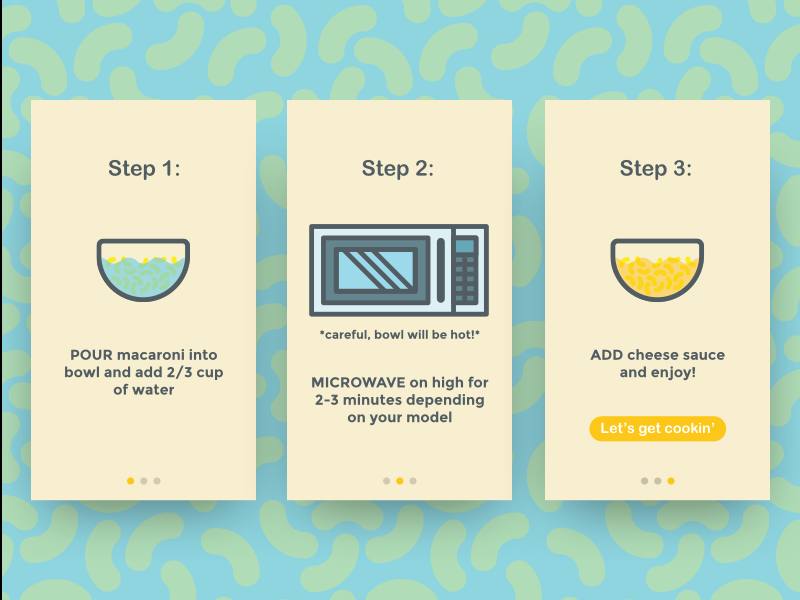 Step 1:
POUR macaroni into
bowl and add 2/3 cup
of water
Step 2:
*careful, bowl will be hot!*
MICROWAVE on high for
2-3 minutes depending
on your model
Step 3:
ADD cheese sauce
and enjoy!
Let's get cookin'